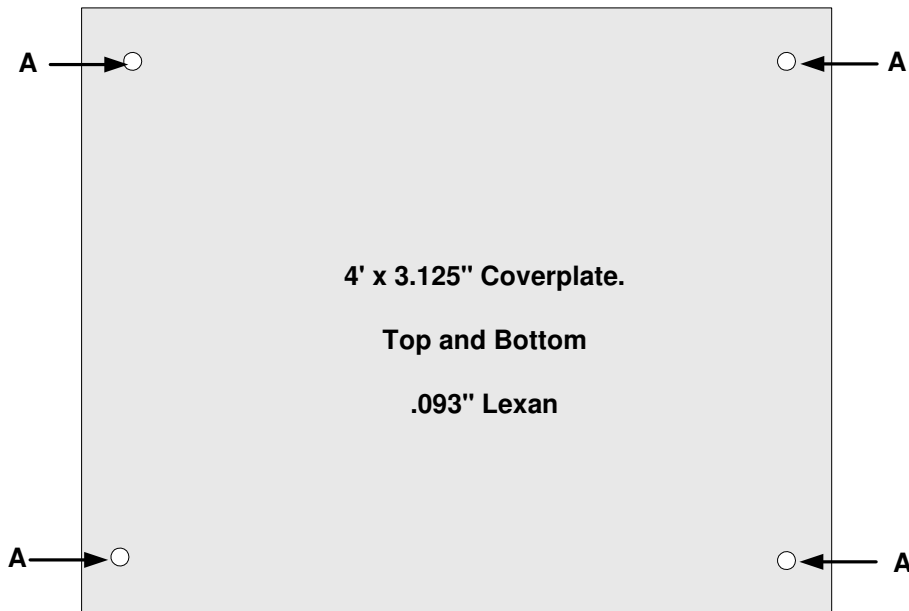 A A
4' x 3.125" Coverplate.
Top and Bottom
.093" Lexan
A A